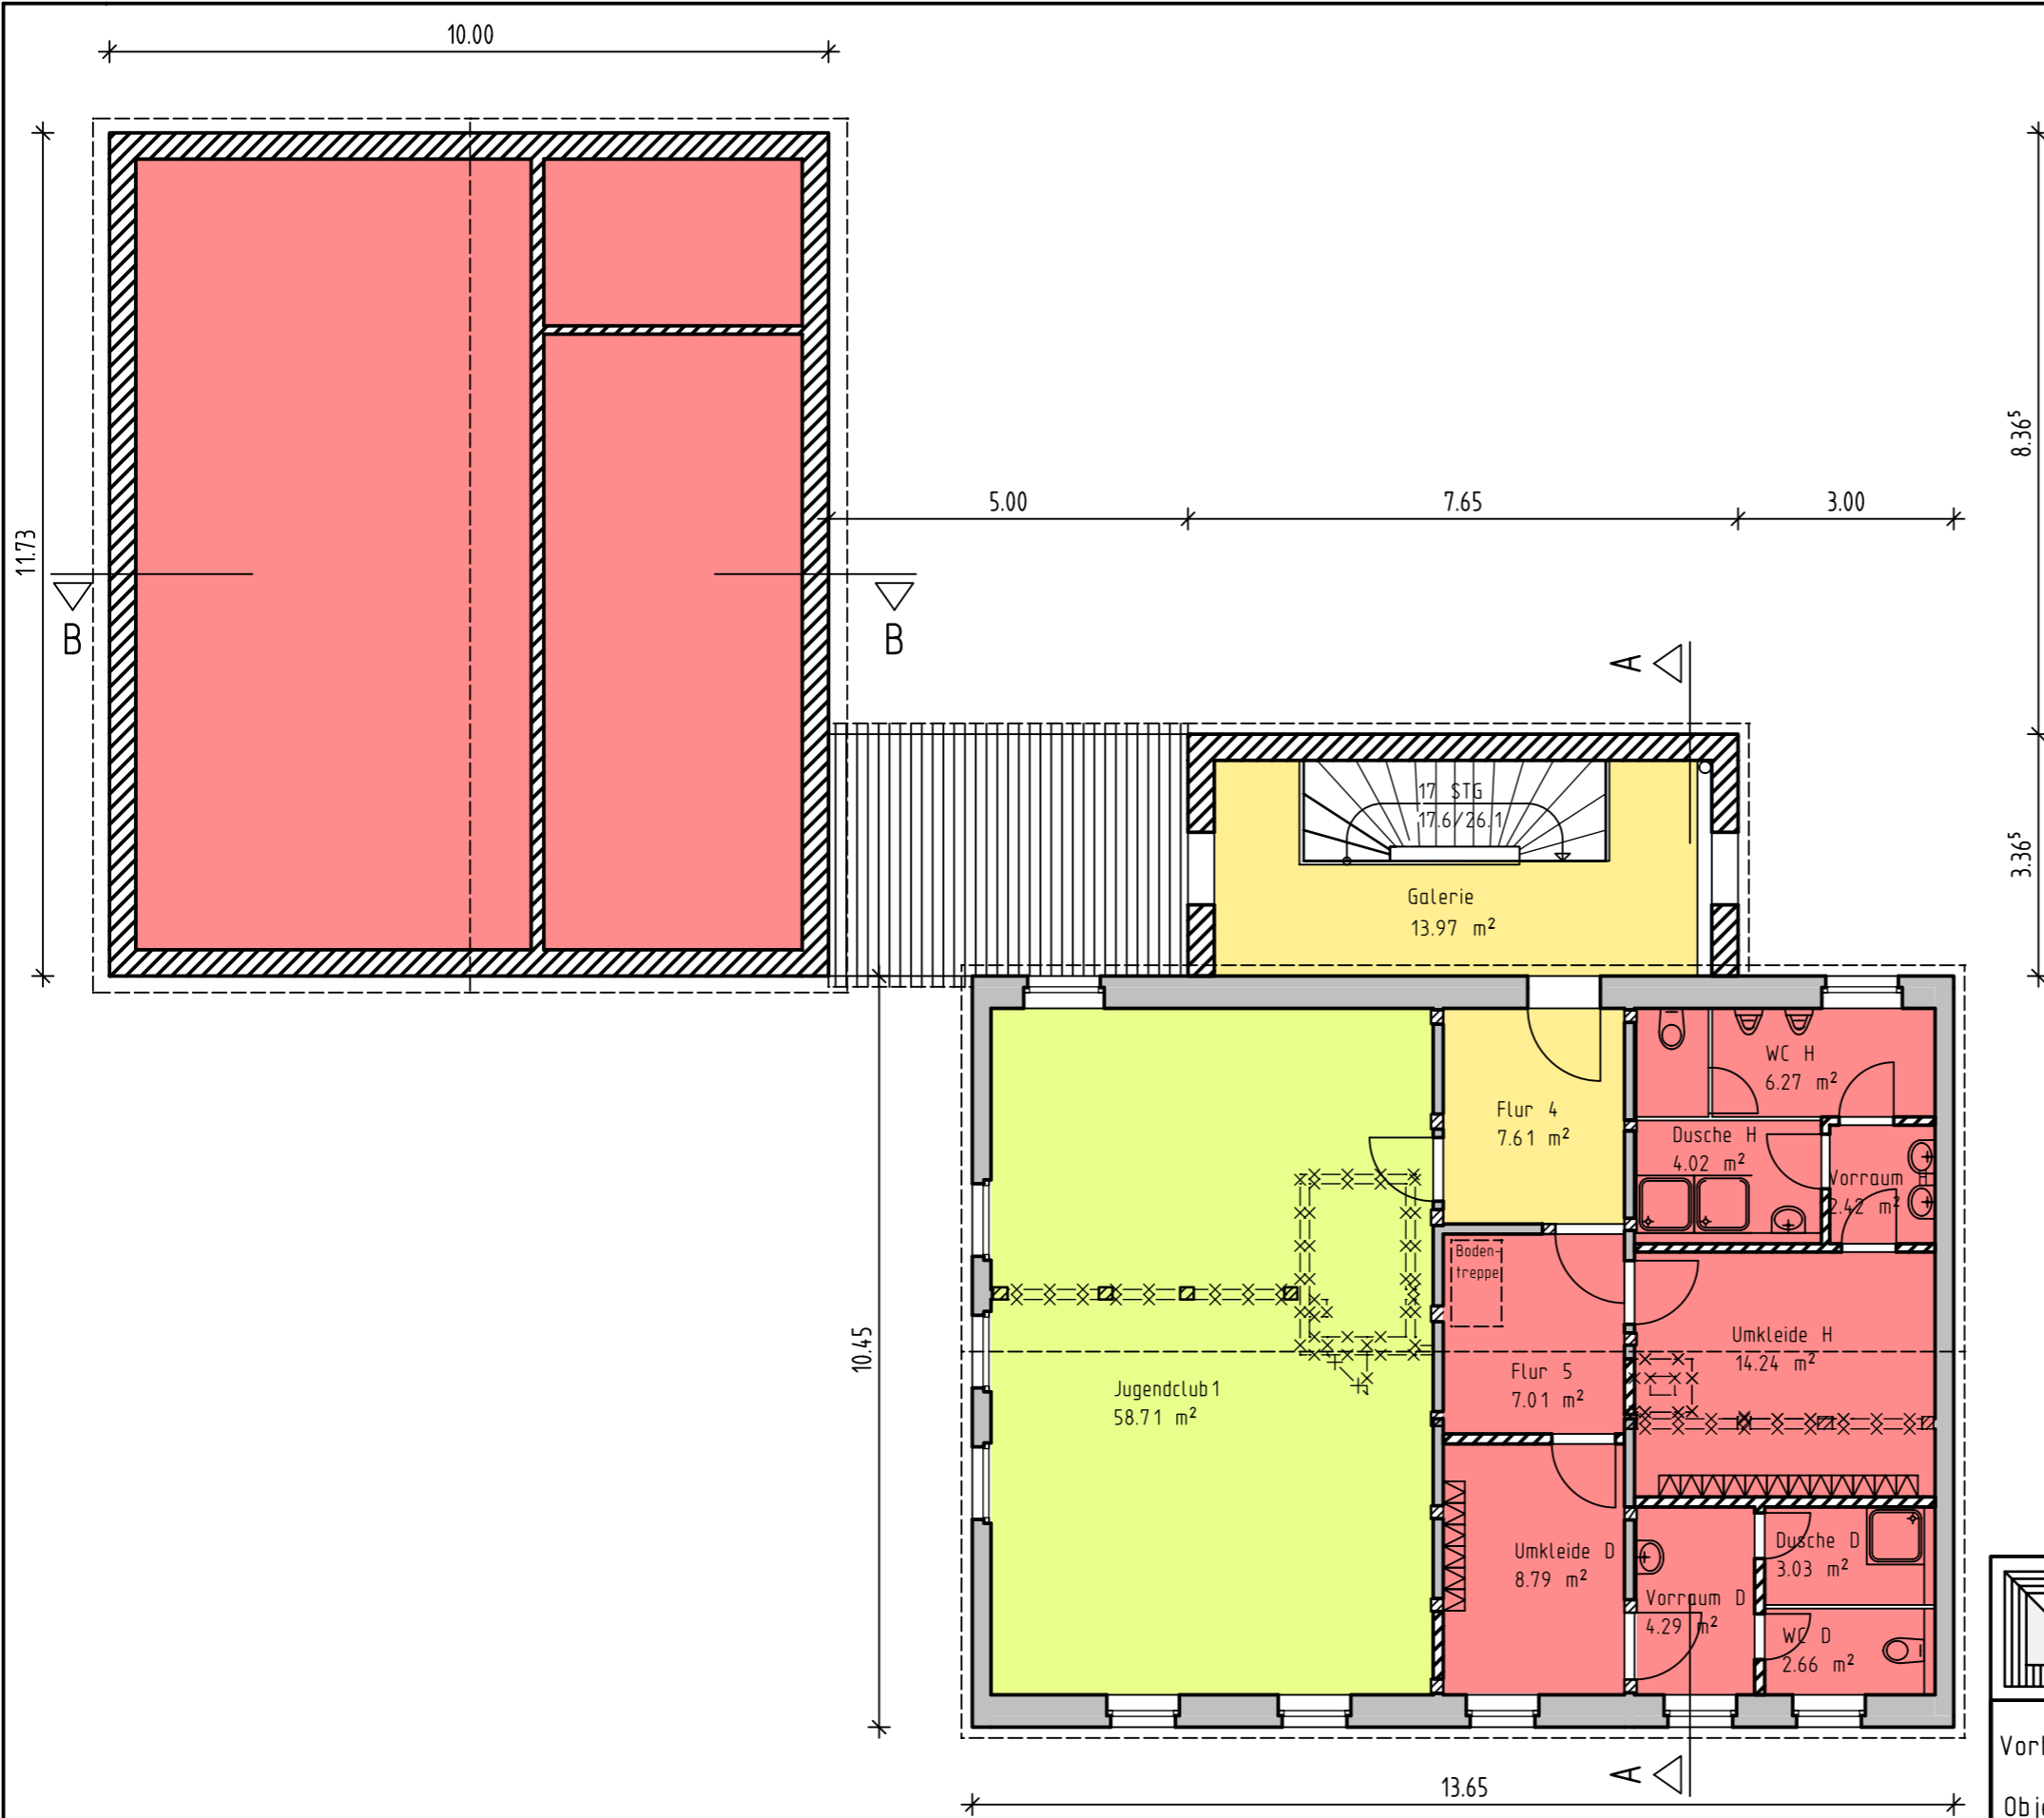 10.00
11.73
8.36⁵
5.00
7.65
3.00
B
B
A
17 STG
17.6/26.1
3.36⁵
Galerie
13.97 m²
WC H
6.27 m²
Flur 4
7.61 m²
Dusche H
4.02 m²
Vorraum
2.42 m²
Boden-
treppe
10.45
Umkleide H
14.24 m²
Jugendclub1
58.71 m²
Flur 5
7.01 m²
Umkleide D
8.79 m²
Dusche D
3.03 m²
Vorraum D
4.29 m²
WC D
2.66 m²
A
13.65